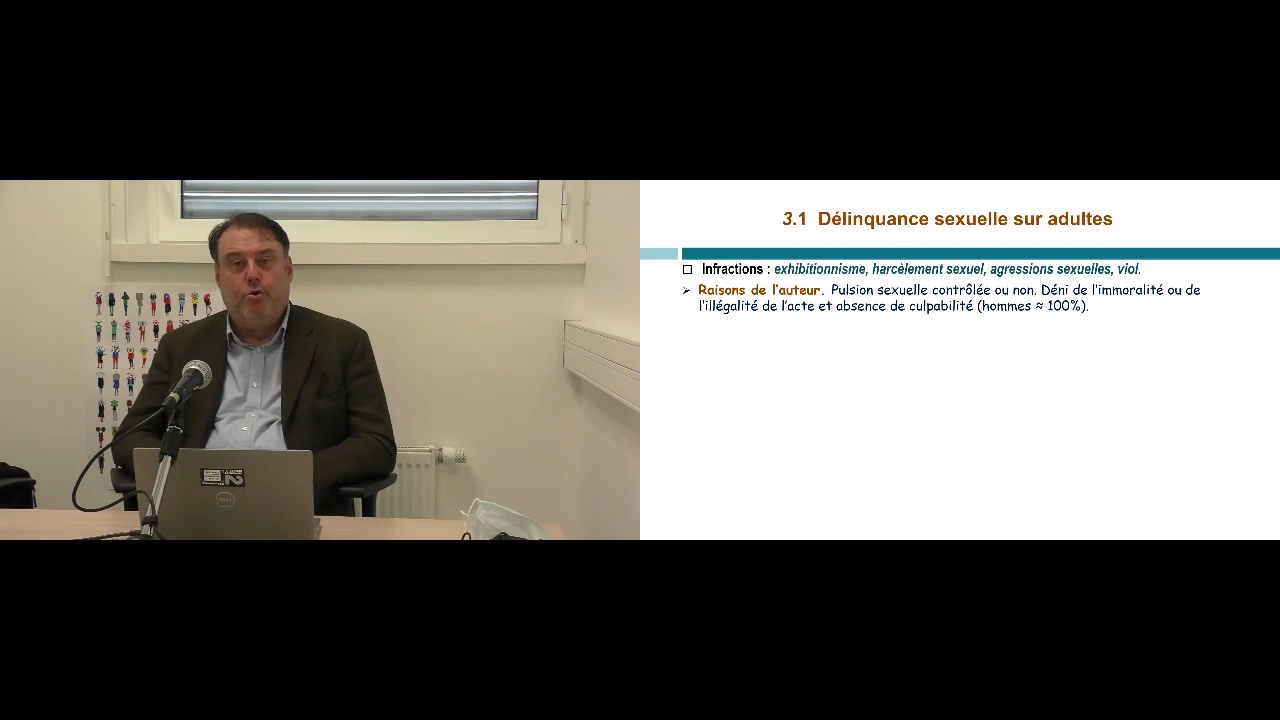 3.1 Délinquance sexuelle sur adultes
Infractions : exhibitionnisme, harcèlement sexuel, agressions sexuelles, viol.
Raisons de l'auteur. Pulsion sexuelle contrôlée ou non. Déni de l'immoralité ou de
l'illégalité de l'acte et absence de culpabilité (hommes ≈ 100%).
DELL